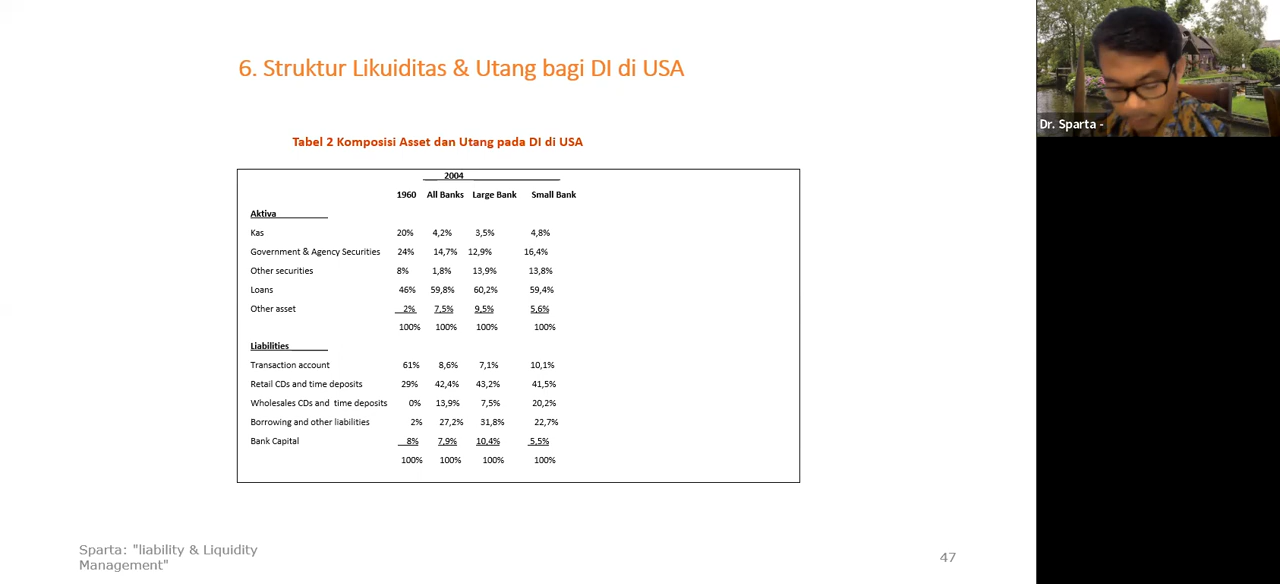 6. Struktur Likuiditas & Utang bagi DI di USA
Dr. Sparta -
Tabel 2 Komposisi Asset dan Utang pada DI di USA
2004
1960 All Banks Large Bank Small Bank
Aktiva
Kas 20% 4,2% 3,5% 4,8%
Government & Agency Securities 24% 14,7% 12,9% 16,4%
Other securities 8% 1,8% 13,9% 13,8%
Loans 46% 59,8% 60,2% 59,4%
Other asset 2% 7,5% 9,5% 5,6%
100% 100% 100% 100%
Liabilities
Transaction account 61% 8,6% 7,1% 10,1%
Retail CDs and time deposits 29% 42,4% 43,2% 41,5%
Wholesales CDs and time deposits 0% 13,9% 7,5% 20,2%
Borrowing and other liabilities 2% 27,2% 31,8% 22,7%
Bank Capital 8% 7,9% 10,4% 5,5%
100% 100% 100% 100%
Sparta: "liability & Liquidity
Management"
47